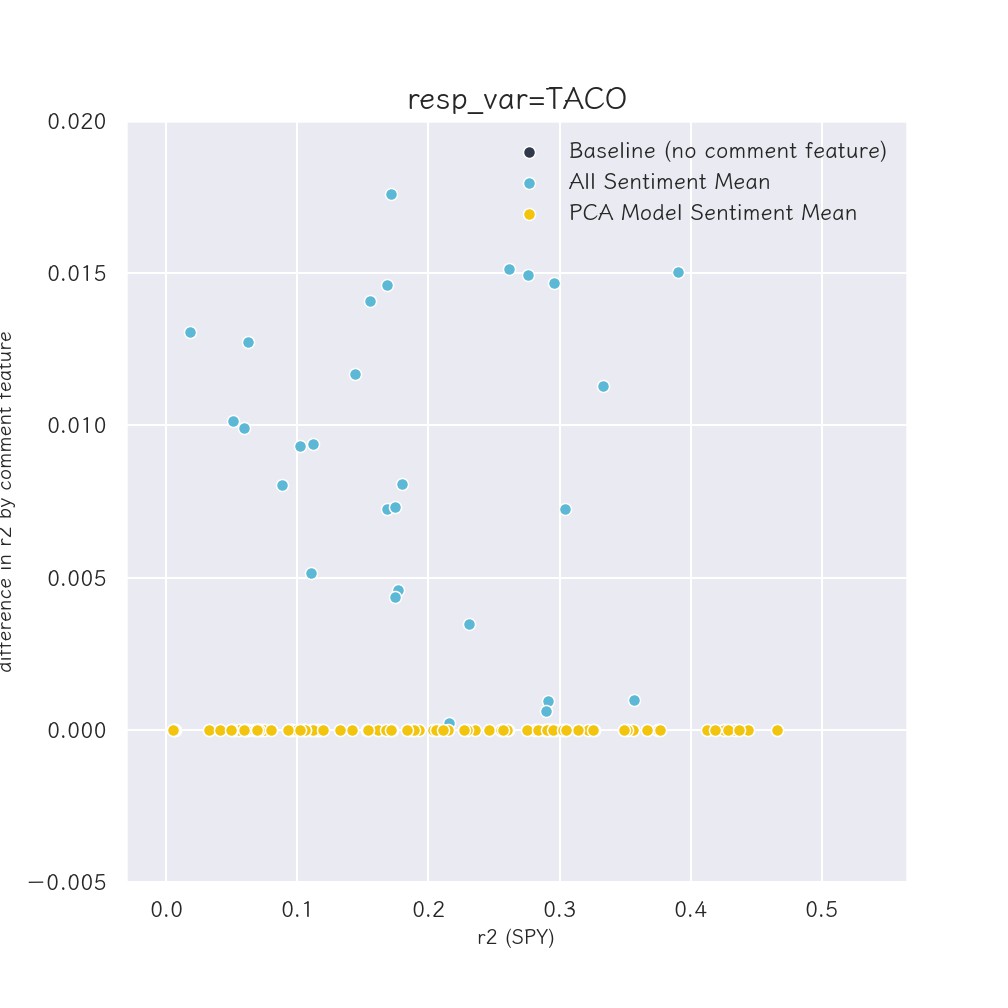 resp_var=TACO
0.020
0.015
0.010
0.005
0.000
−0.005
difference in r2 by comment feature
Baseline (no comment feature)
All Sentiment Mean
PCA Model Sentiment Mean
0.0 0.1 0.2 0.3 0.4 0.5
r2 (SPY)